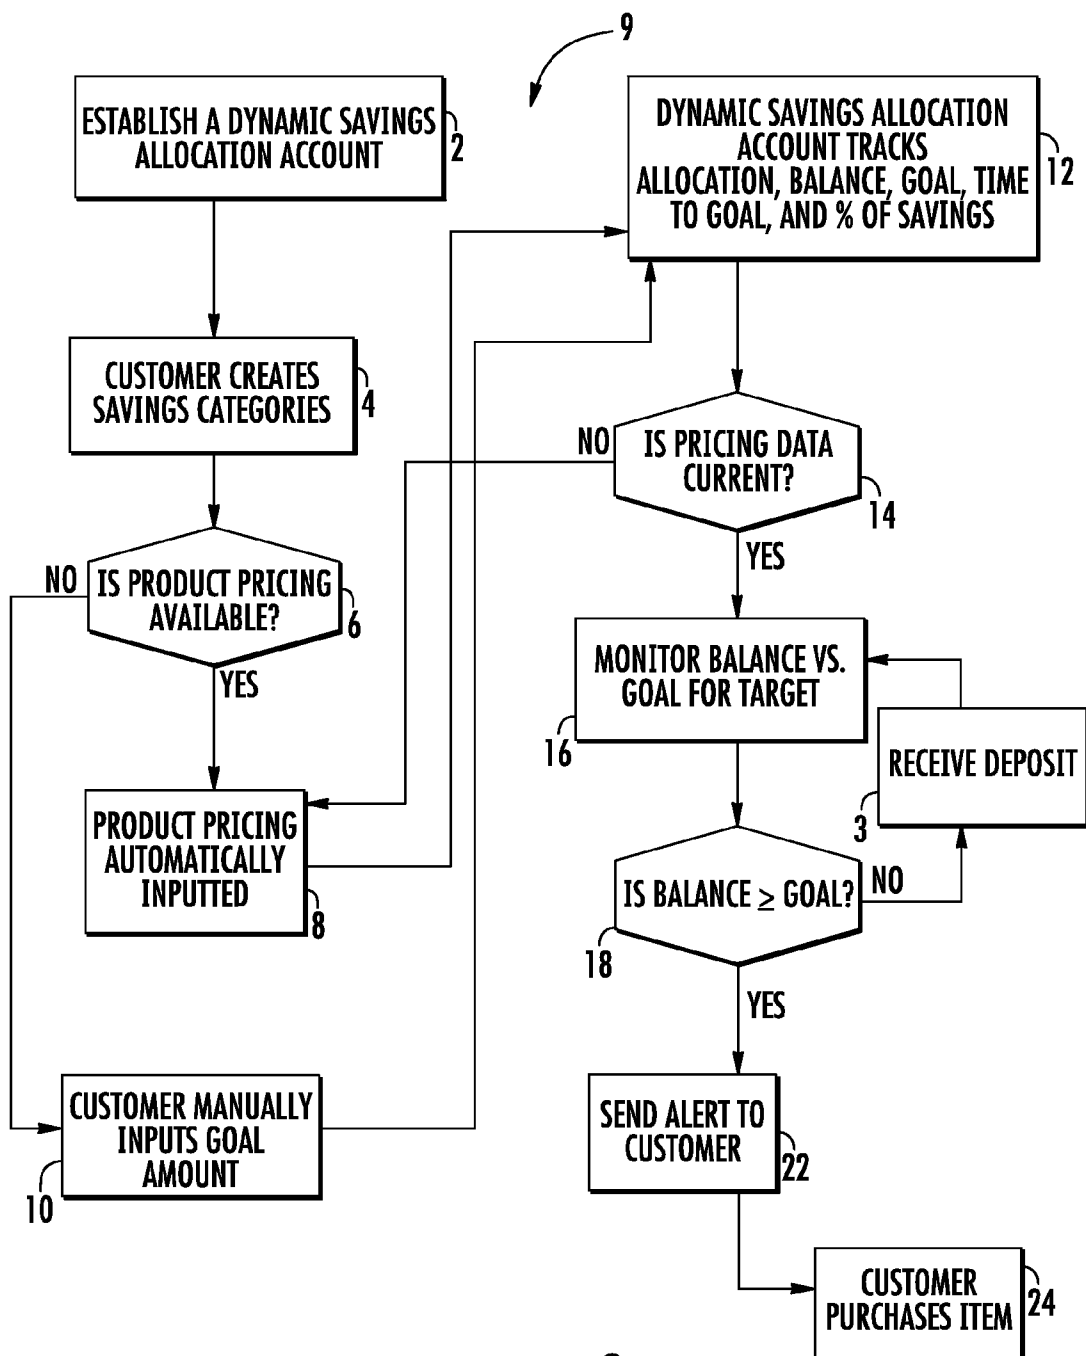 9
ESTABLISH A DYNAMIC SAVINGS
ALLOCATION ACCOUNT
2
DYNAMIC SAVINGS ALLOCATION
ACCOUNT TRACKS
ALLOCATION, BALANCE, GOAL, TIME
TO GOAL, AND % OF SAVINGS
12
CUSTOMER CREATES
SAVINGS CATEGORIES
4
NO
IS PRICING DATA
CURRENT?
14
YES
NO
IS PRODUCT PRICING
AVAILABLE?
6
YES
MONITOR BALANCE VS.
GOAL FOR TARGET
16
RECEIVE DEPOSIT
3
PRODUCT PRICING
AUTOMATICALLY
INPUTTED
8
IS BALANCE ≥ GOAL?
NO
18
YES
CUSTOMER MANUALLY
INPUTS GOAL
AMOUNT
10
SEND ALERT TO
CUSTOMER
22
CUSTOMER
PURCHASES ITEM
24